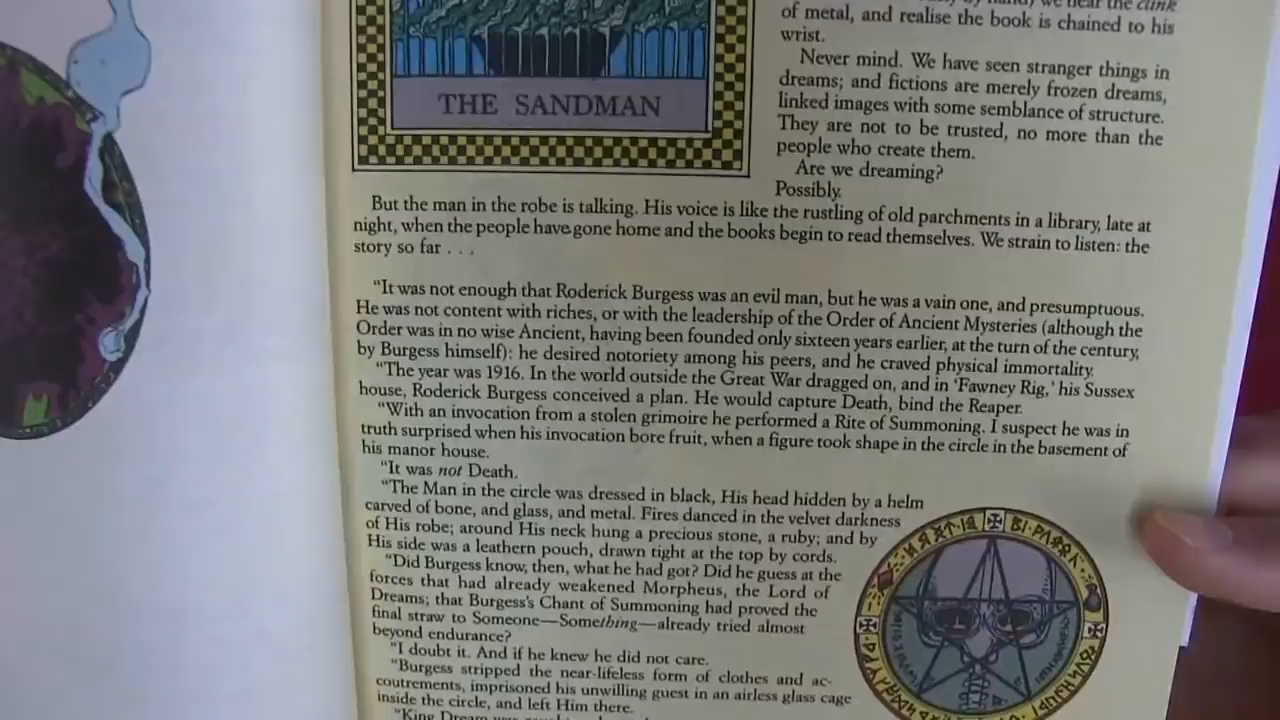 THE SANDMAN
clink
of metal, and realise the book is chained to his
wrist.
Never mind. We have seen stranger things in
dreams; and fictions are merely frozen dreams,
linked images with some semblance of structure.
They are not to be trusted, no more than the
people who create them.
Are we dreaming?
Possibly.
But the man in the robe is talking. His voice is like the rustling of old parchments in a library, late at
night, when the people have gone home and the books begin to read themselves. We strain to listen: the
story so far . . .
"It was not enough that Roderick Burgess was an evil man, but he was a vain one, and presumptuous.
He was not content with riches, or with the leadership of the Order of Ancient Mysteries (although the
Order was in no wise Ancient, having been founded only sixteen years earlier, at the turn of the century,
by Burgess himself): he desired notoriety among his peers, and he craved physical immortality.
"The year was 1916. In the world outside the Great War dragged on, and in 'Fawney Rig,' his Sussex
house, Roderick Burgess conceived a plan. He would capture Death, bind the Reaper.
"With an invocation from a stolen grimoire he performed a Rite of Summoning. I suspect he was in
truth surprised when his invocation bore fruit, when a figure took shape in the circle in the basement of
his manor house.
"It was not Death.
"The Man in the circle was dressed in black, His head hidden by a helm
carved of bone, and glass, and metal. Fires danced in the velvet darkness
of His robe; around His neck hung a precious stone, a ruby; and by
His side was a leathern pouch, drawn tight at the top by cords.
"Did Burgess know, then, what he had got? Did he guess at the
forces that had already weakened Morpheus, the Lord of
Dreams; that Burgess's Chant of Summoning had proved the
final straw to Someone—Something—already tried almost
beyond endurance?
"I doubt it. And if he knew he did not care.
"Burgess stripped the near-lifeless form of clothes and ac-
coutrements, imprisoned his unwilling guest in an airless glass cage
inside the circle, and left Him there.
"King Dream was